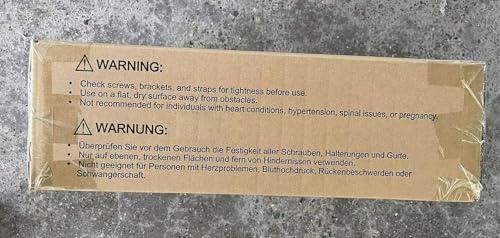 ⚠ WARNING:
• Check screws, brackets, and straps for tightness before use.
• Use on a flat, dry surface away from obstacles.
• Not recommended for individuals with heart conditions, hypertension, spinal issues, or pregnancy.
⚠ WARNUNG:
• Überprüfen Sie vor dem Gebrauch die Festigkeit aller Schrauben, Halterungen und Gurte.
• Nur auf ebenen, trockenen Flächen und fern von Hindernissen verwenden.
• Nicht geeignet für Personen mit Herzproblemen, Bluthochdruck, Rückenbeschwerden oder
Schwangerschaft.